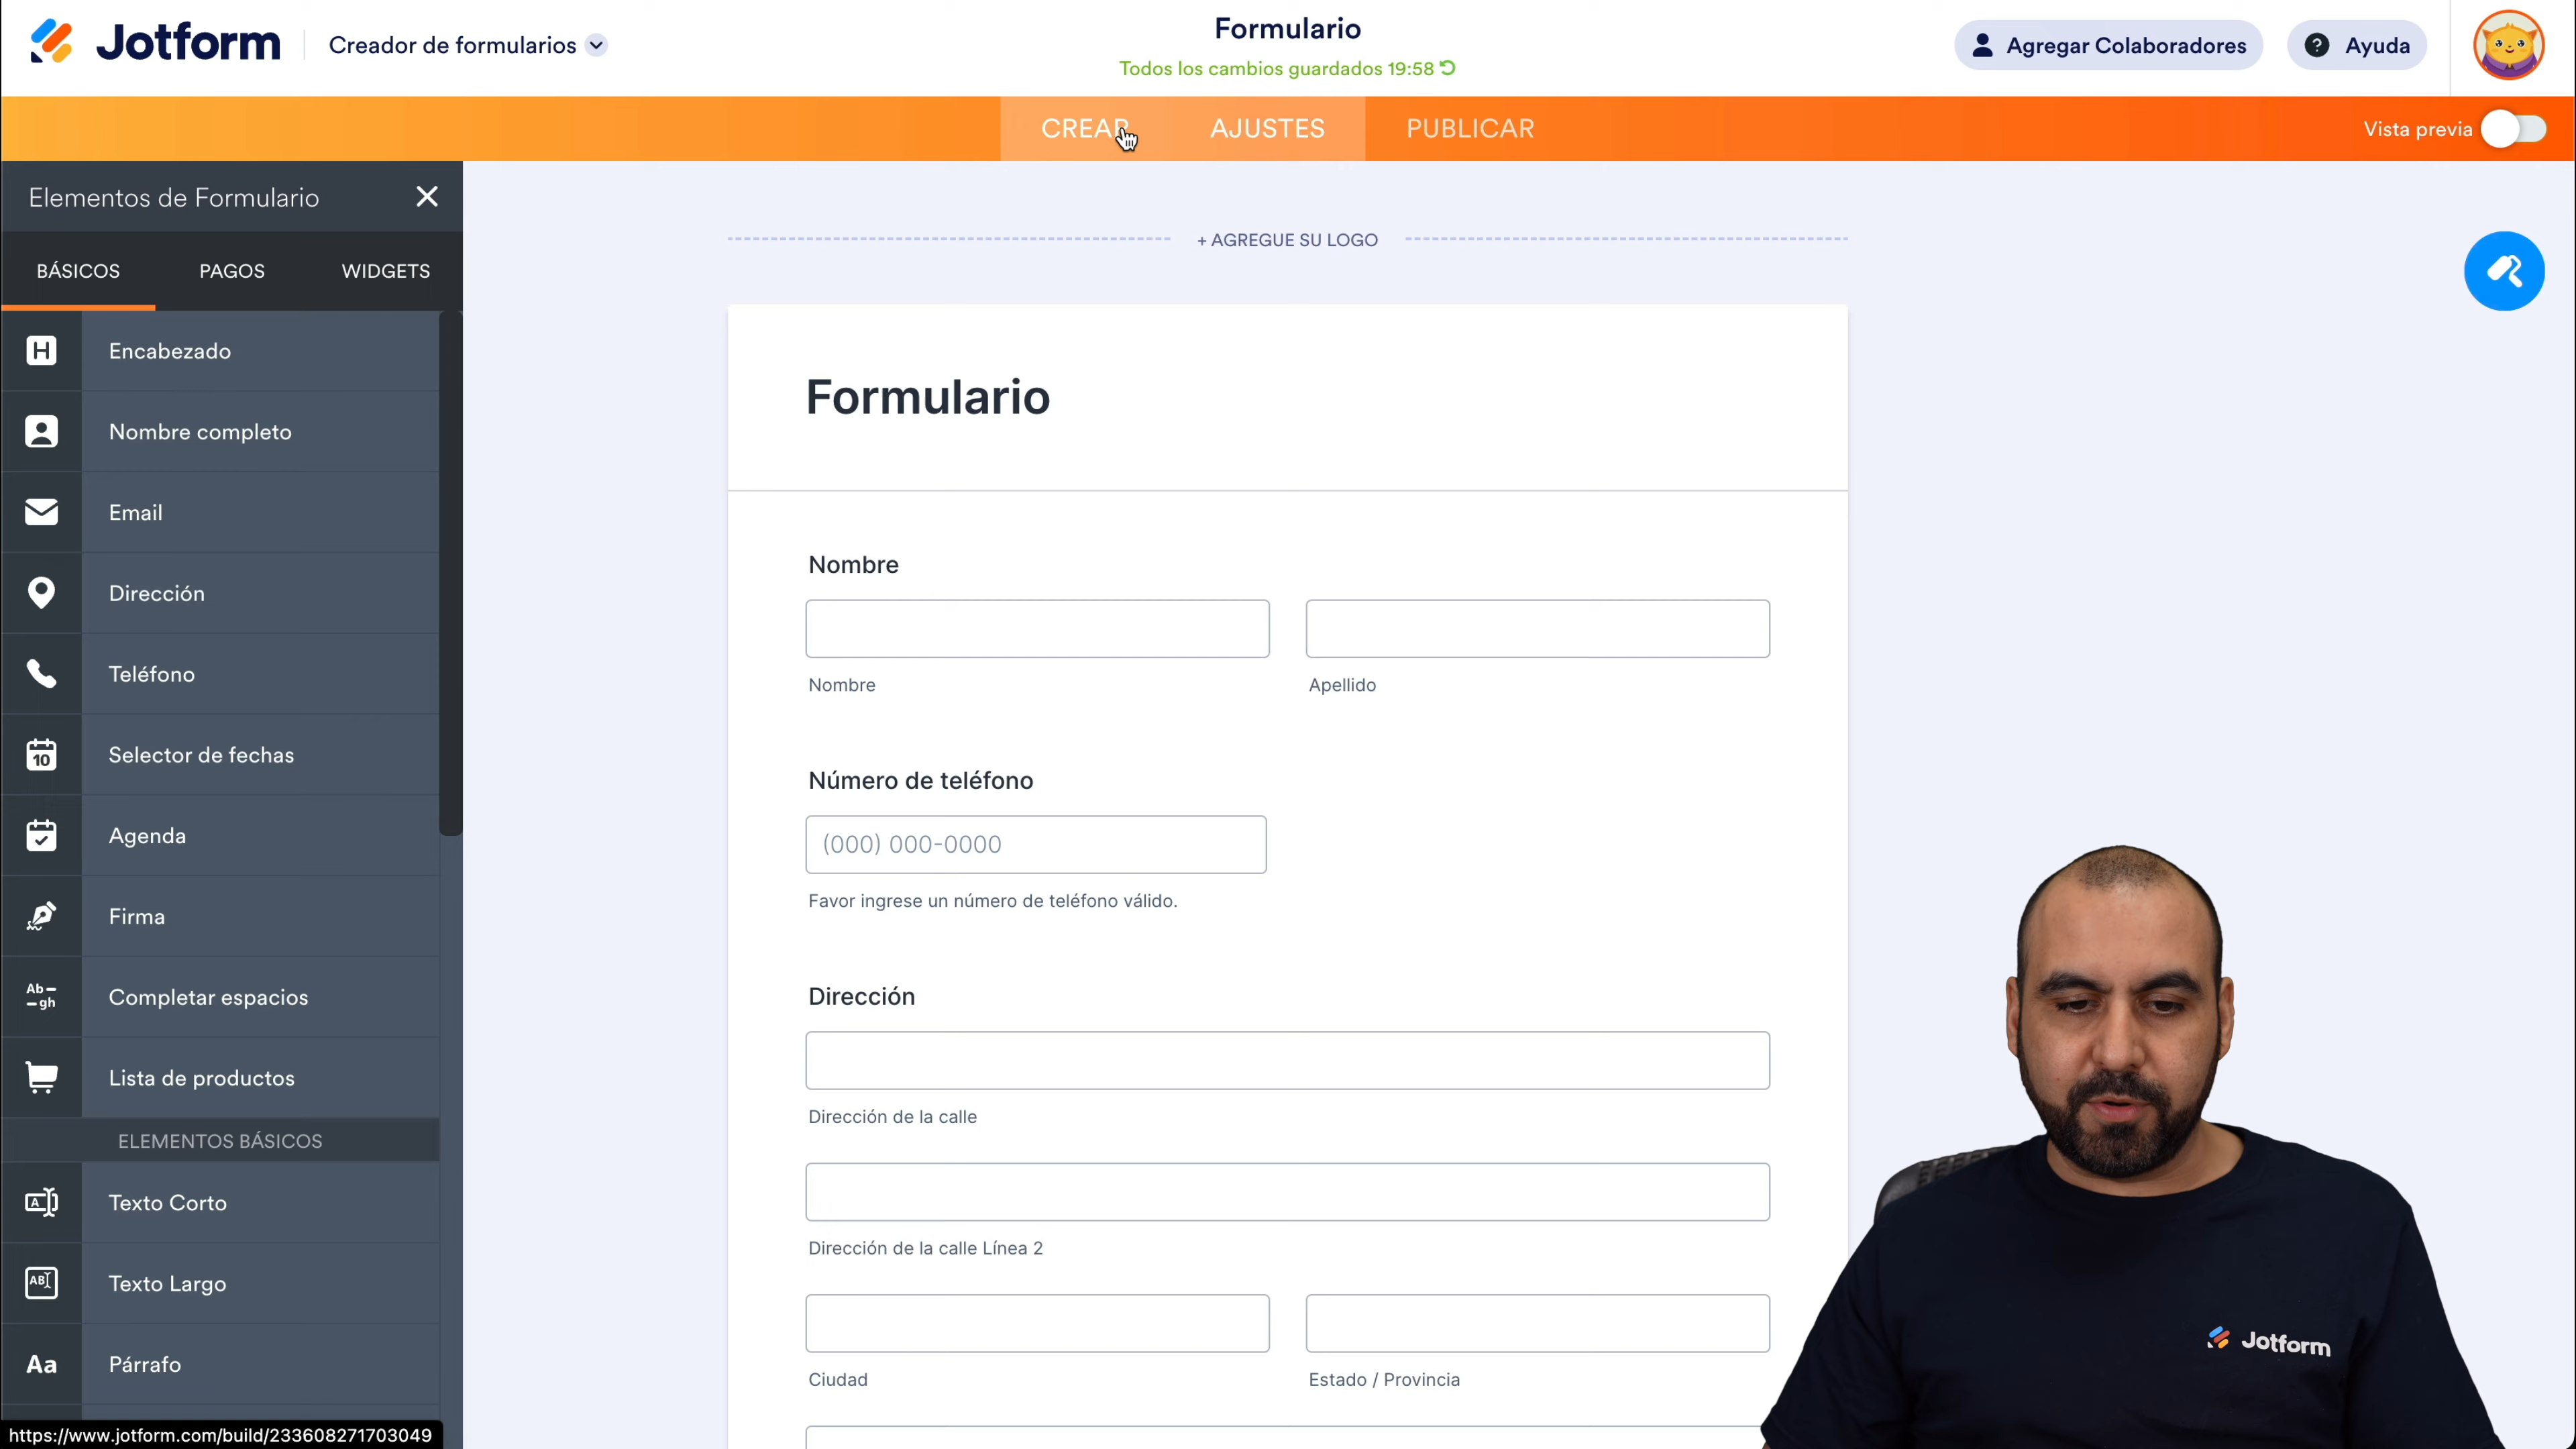 Jotform
Creador de formularios
Formulario
Todos los cambios guardados 19:58
Agregar Colaboradores
Ayuda
CREAR
AJUSTES
PUBLICAR
Vista previa
Elementos de Formulario
BÁSICOS
PAGOS
WIDGETS
Encabezado
Nombre completo
Email
Dirección
Teléfono
10
Selector de fechas
Agenda
Firma
Completar espacios
Lista de productos
ELEMENTOS BÁSICOS
Texto Corto
Texto Largo
Aa
Párrafo
https://www.jotform.com/build/233608271703049
+ AGREGUE SU LOGO
Formulario
Nombre
Nombre
Apellido
Número de teléfono
(000) 000-0000
Favor ingrese un número de teléfono válido.
Dirección
Dirección de la calle
Dirección de la calle Línea 2
Ciudad
Estado / Provincia
Jotform